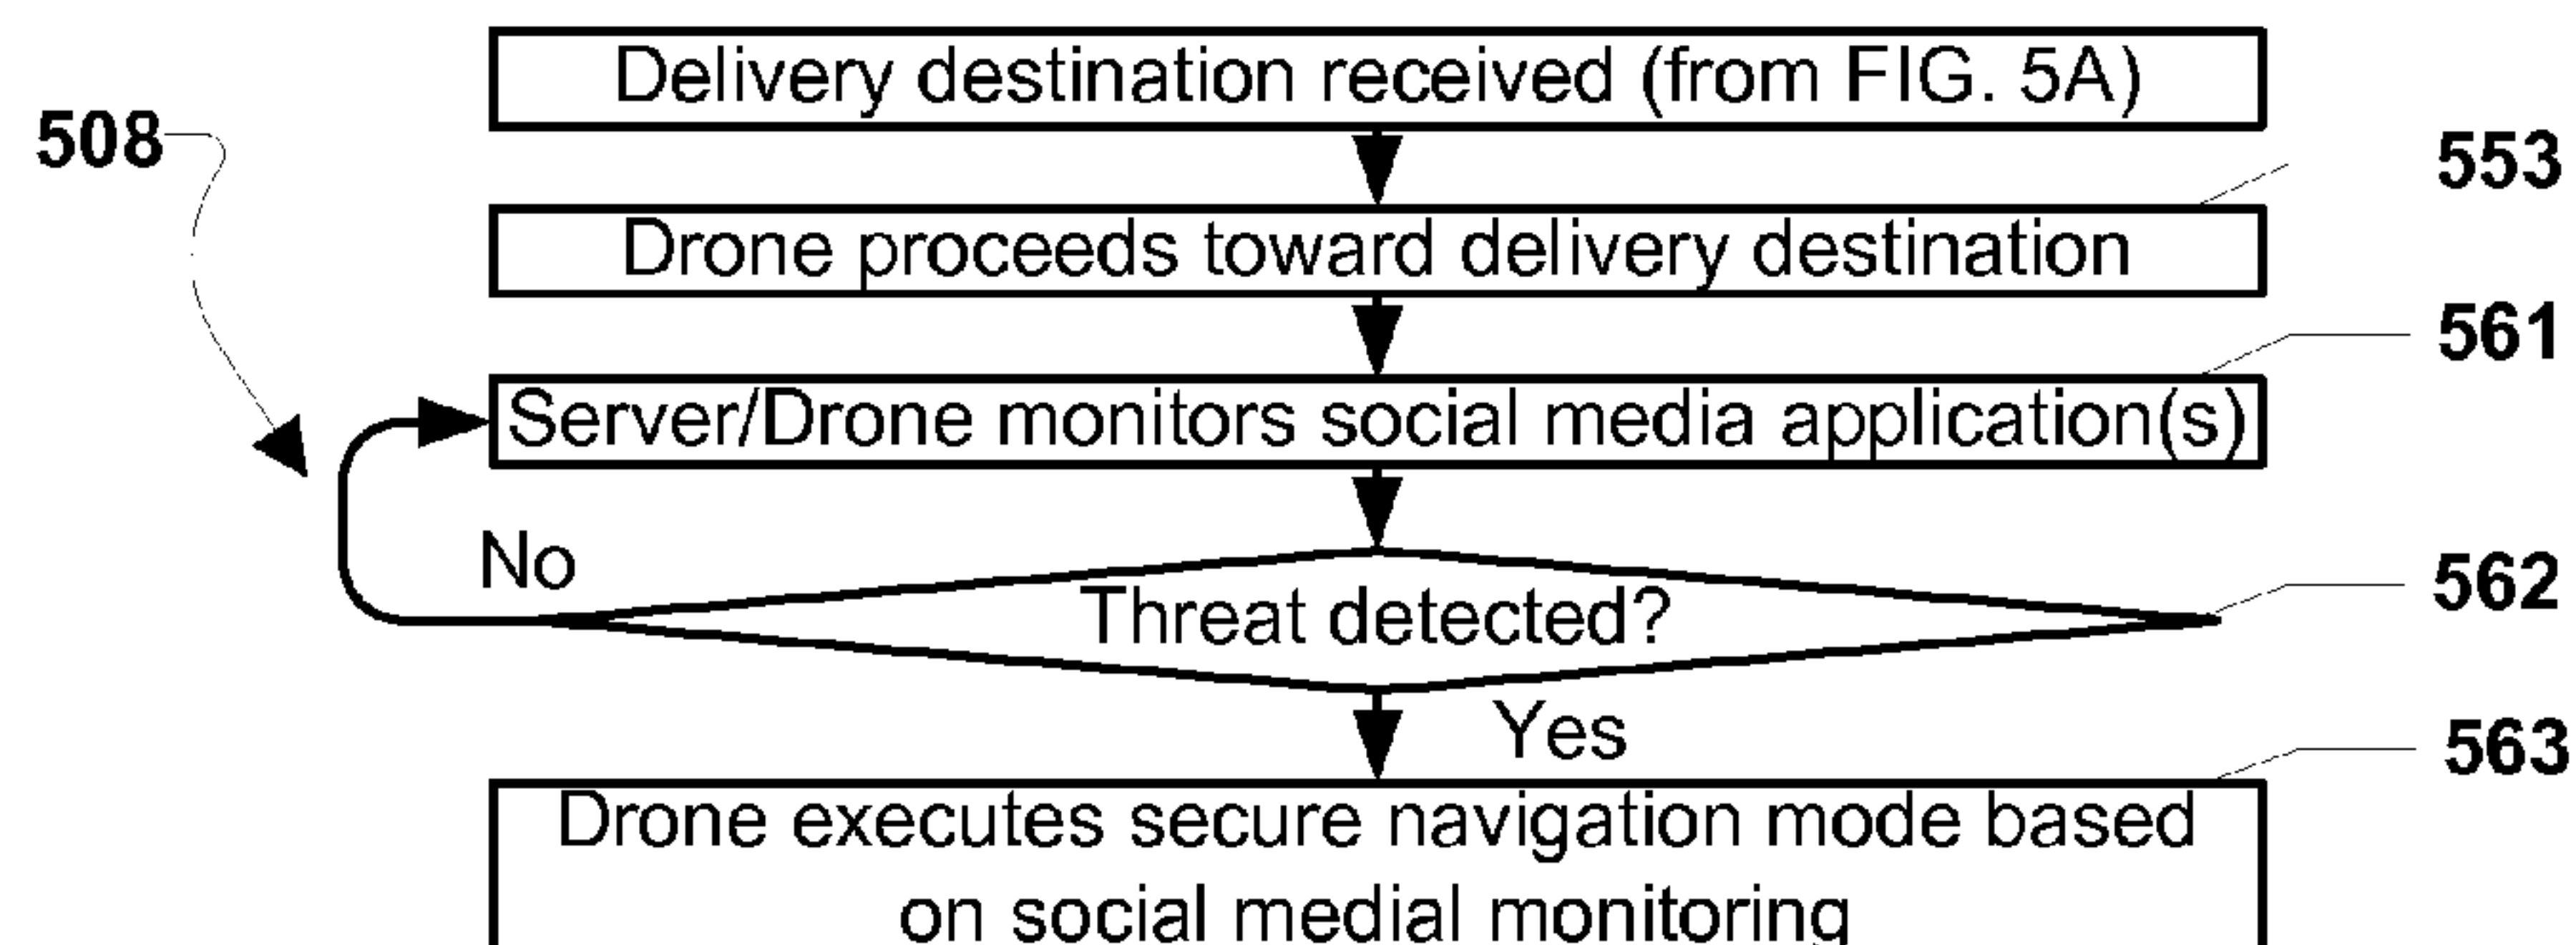 Delivery destination received (from FIG. 5A)
508
553
Drone proceeds toward delivery destination
561
Server/Drone monitors social media application(s)
No
562
Threat detected?
Yes
563
Drone executes secure navigation mode based
on social medial monitoring